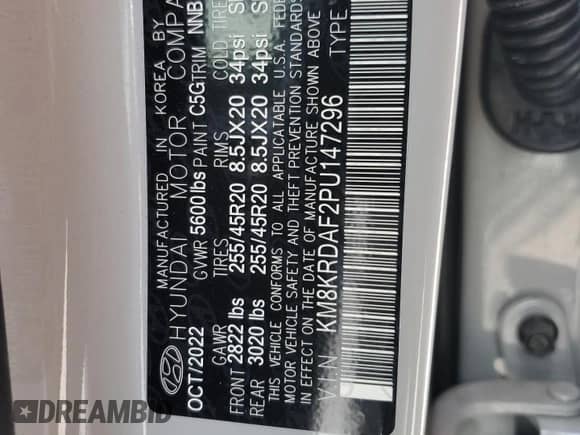 MANUFACTURED IN KOREA BY
HYUNDAI MOTOR COMPA
OCT/2022 GVWR 5600lbs PAINT C5G TRIM NNB
GAWR TIRES RIMS COLD TIRE
FRONT 2822 lbs 255/45R20 8.5JX20 34psi
REAR 3020 lbs 255/45R20 8.5JX20 34psi
THIS VEHICLE CONFORMS TO ALL APPLICATABLE U.S.A. FEDE
MOTOR VEHICLE SAFETY AND THEFT PREVENTION STANDARDS
IN EFFECT ON THE DATE OF MANUFACTURE SHOWN ABOVE
VIN KM8KRDAF2PU147296 TYPE
DREAMBID